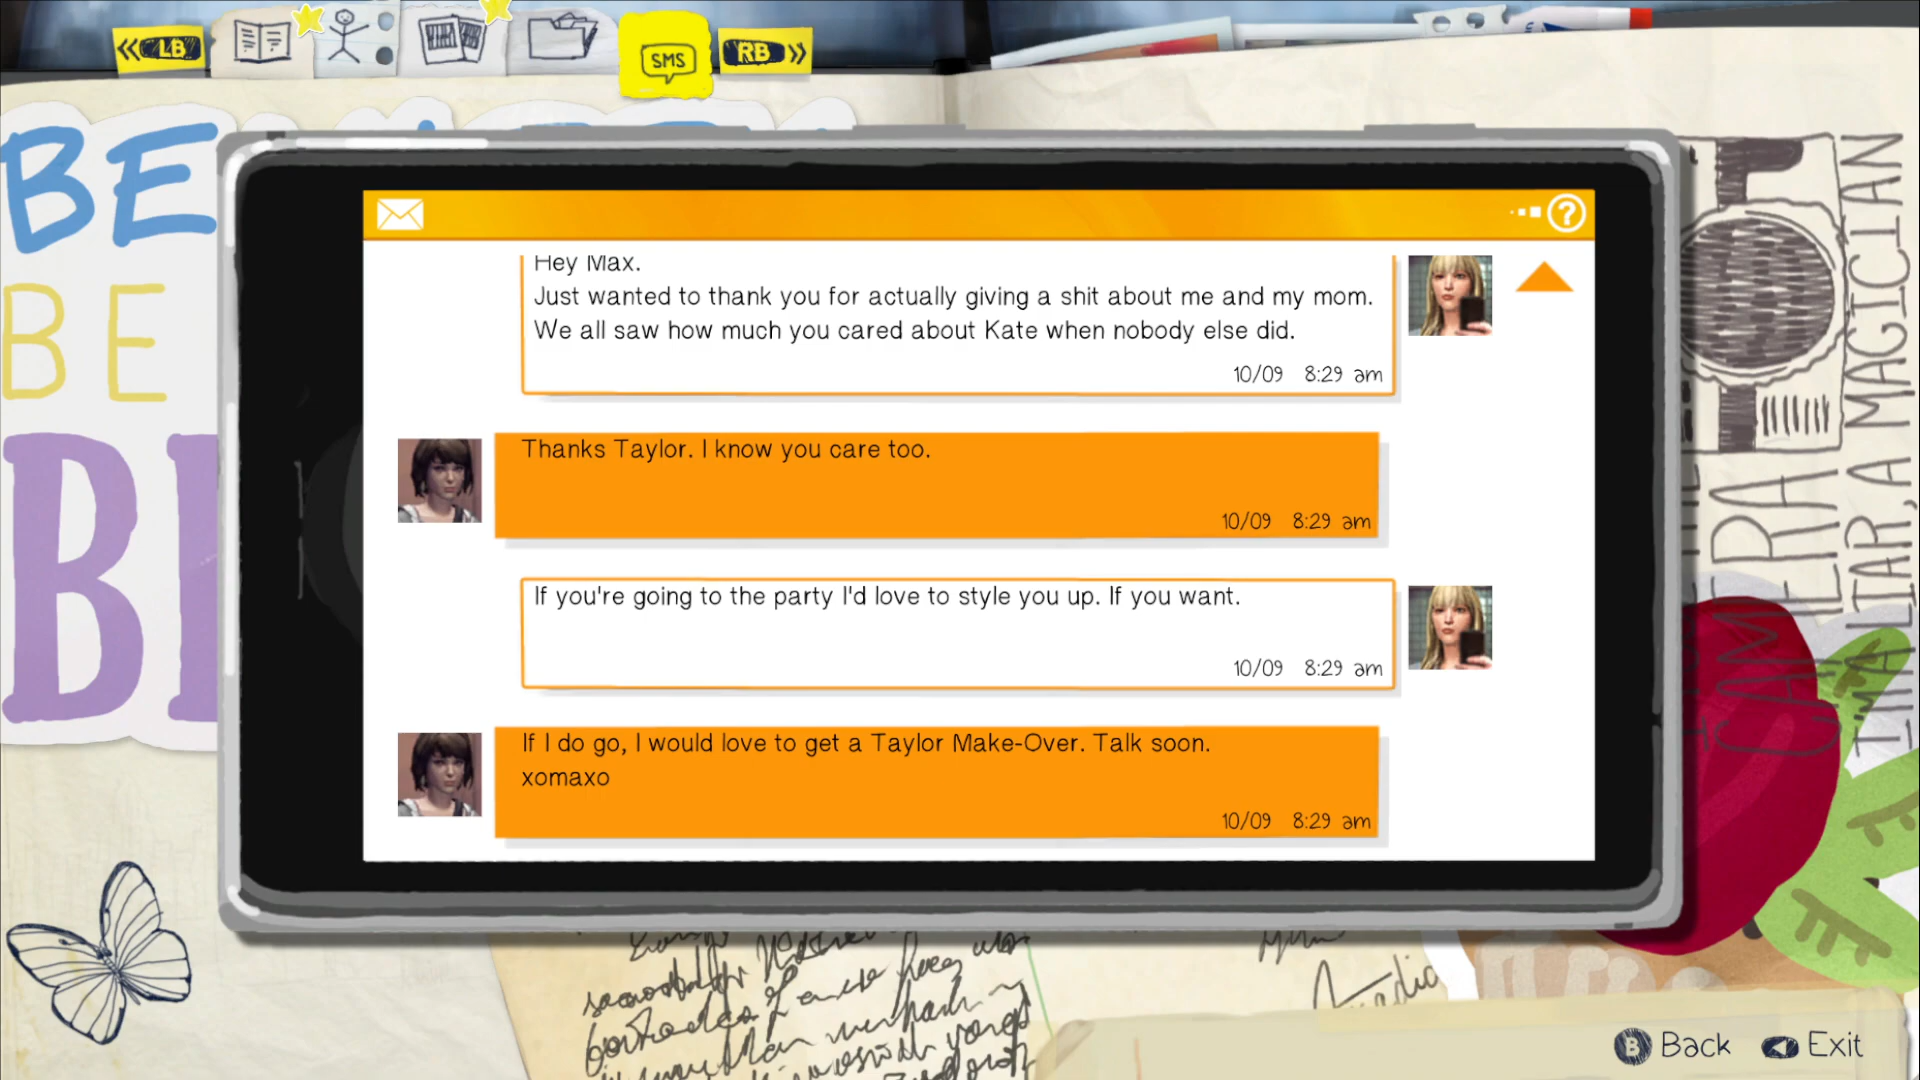 LB
SMS
RB
BE
BE
Hey Max.
Just wanted to thank you for actually giving a shit about me and my mom.
We all saw how much you cared about Kate when nobody else did.
10/09 8:29 am
Thanks Taylor. I know you care too.
10/09 8:29 am
If you're going to the party I'd love to style you up. If you want.
10/09 8:29 am
If I do go, I would love to get a Taylor Make-Over. Talk soon.
xomaxo
10/09 8:29 am
CAMERA
I'M A LIAR, A MAGICIAN
B Back
Exit